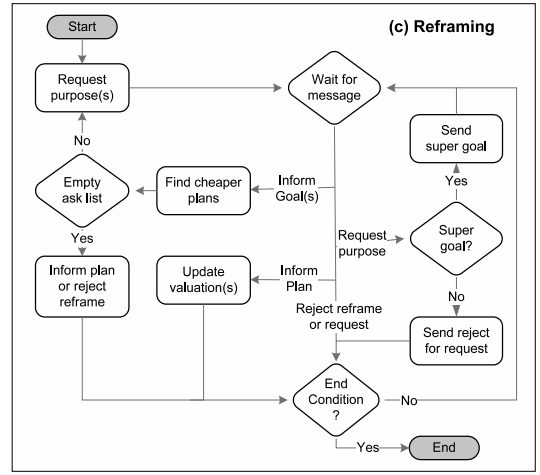 (c) Reframing
Start
Request
purpose(s)
Wait for
message
Send
super goal
No
Yes
Empty
ask list
Find cheaper
plans
Inform
Goal(s)
Request
purpose
Super
goal?
Yes
Inform plan
or reject
reframe
Update
valuation(s)
Inform
Plan
No
Reject reframe
or request
Send reject
for request
End
Condition
?
No
Yes
End